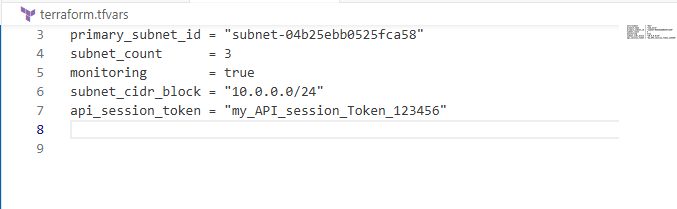 terraform.tfvars
3 primary_subnet_id = "subnet-04b25ebb0525fca58"
4 subnet_count      = 3
5 monitoring        = true
6 subnet_cidr_block = "10.0.0.0/24"
7 api_session_token = "my_API_session_Token_123456"
8
9